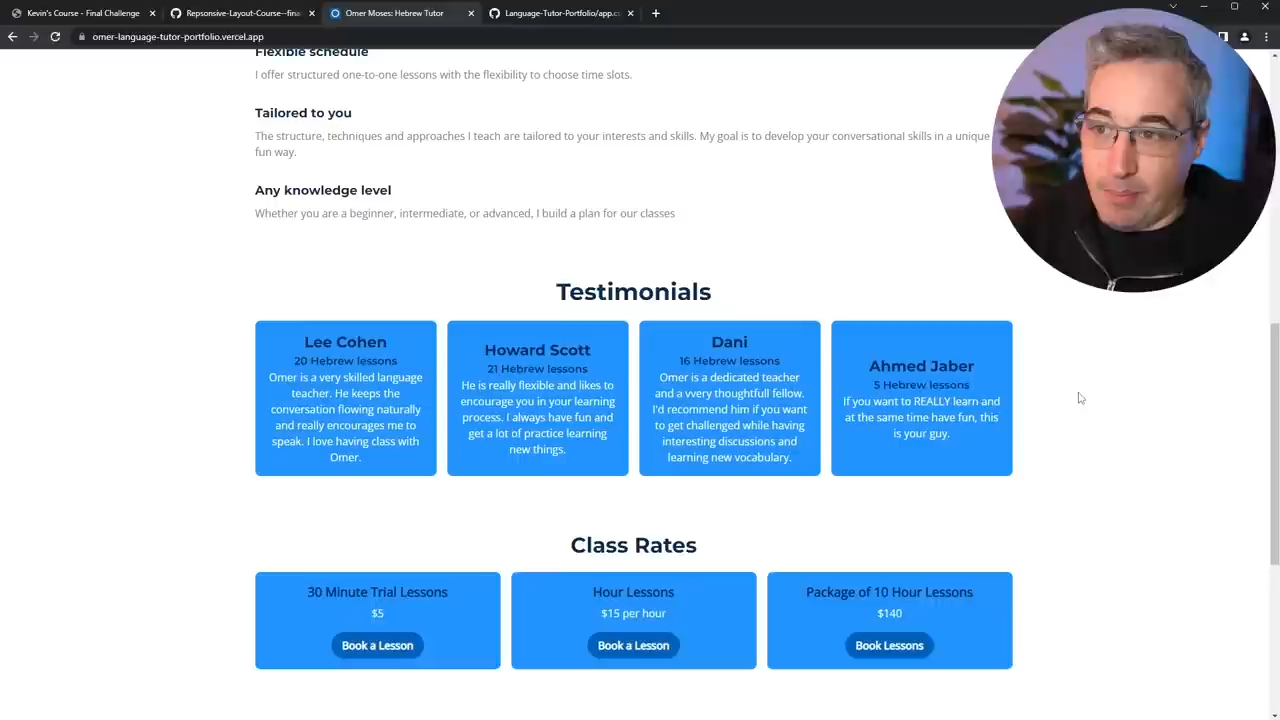 Kevin's Course - Final Challenge
Repsonsive-Layout-Course--fina
Omer Moses: Hebrew Tutor
Language-Tutor-Portfolio/app.c
omer-language-tutor-portfolio.vercel.app
Flexible schedule
I offer structured one-to-one lessons with the flexibility to choose time slots.
Tailored to you
The structure, techniques and approaches I teach are tailored to your interests and skills. My goal is to develop your conversational skills in a unique
fun way.
Any knowledge level
Whether you are a beginner, intermediate, or advanced, I build a plan for our classes
Testimonials
Lee Cohen
20 Hebrew lessons
Omer is a very skilled language
teacher. He keeps the
conversation flowing naturally
and really encourages me to
speak. I love having class with
Omer.
Howard Scott
21 Hebrew lessons
He is really flexible and likes to
encourage you in your learning
process. I always have fun and
get a lot of practice learning
new things.
Dani
16 Hebrew lessons
Omer is a dedicated teacher
and a vvery thoughtfull fellow.
I'd recommend him if you want
to get challenged while having
interesting discussions and
learning new vocabulary.
Ahmed Jaber
5 Hebrew lessons
If you want to REALLY learn and
at the same time have fun, this
is your guy.
Class Rates
30 Minute Trial Lessons
$5
Book a Lesson
Hour Lessons
$15 per hour
Book a Lesson
Package of 10 Hour Lessons
$140
Book Lessons